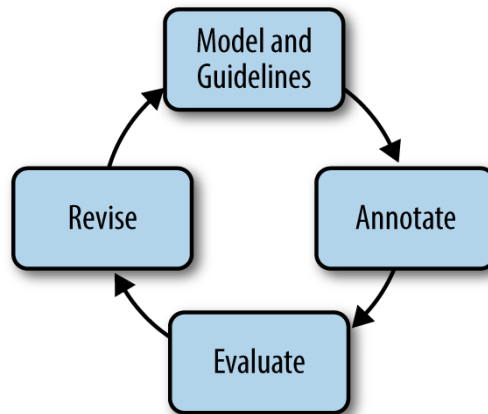 Model and
Guidelines
Annotate
Evaluate
Revise